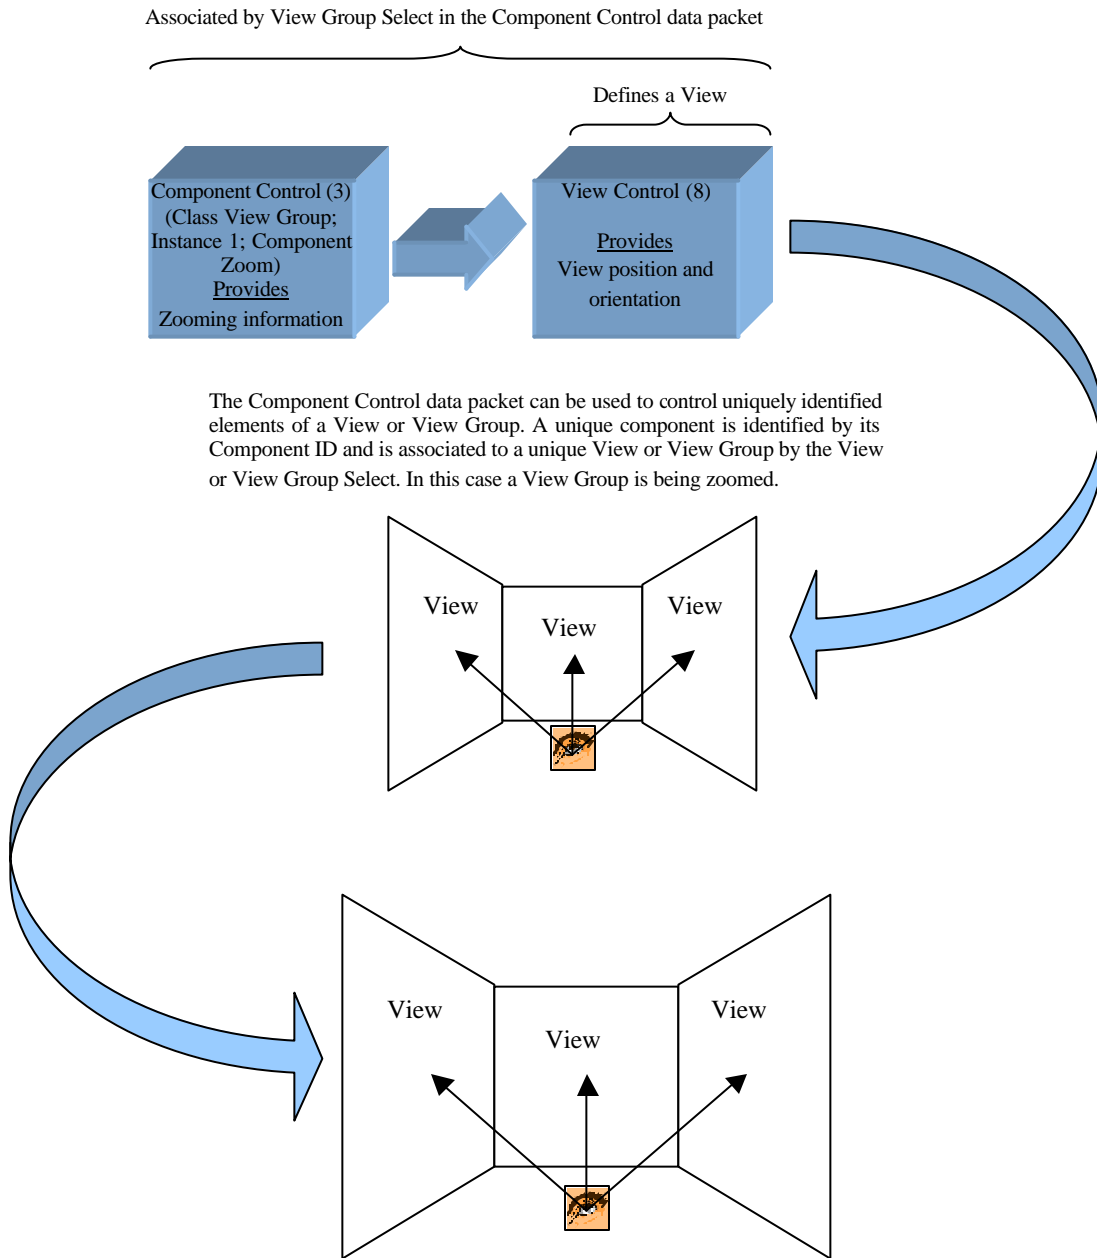 Associated by View Group Select in the Component Control data packet
Defines a View
Component Control (3)
(Class View Group;
Instance 1; Component
Zoom)
Provides
Zooming information
View Control (8)
Provides
View position and
orientation
The Component Control data packet can be used to control uniquely identified
elements of a View or View Group. A unique component is identified by its
Component ID and is associated to a unique View or View Group by the View
or View Group Select. In this case a View Group is being zoomed.
View
View
View
View
View
View